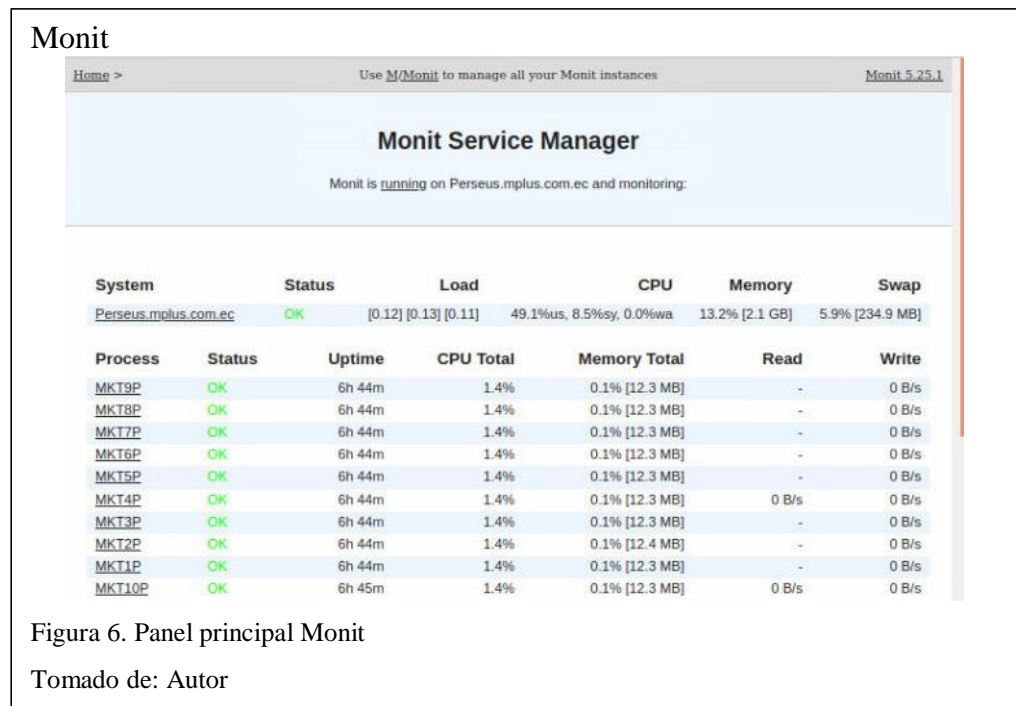 Monit
Home > Use M/Monit to manage all your Monit instances Monit 5.25.1
Monit Service Manager
Monit is running on Perseus.mplus.com.ec and monitoring:
System Status Load CPU Memory Swap
Perseus.mplus.com.ec OK [0.12] [0.13] [0.11] 49.1%us, 8.5%sy, 0.0%wa 13.2% [2.1 GB] 5.9% [234.9 MB]
Process Status Uptime CPU Total Memory Total Read Write
MKT9P OK 6h 44m 1.4% 0.1% [12.3 MB] - 0 B/s
MKT8P OK 6h 44m 1.4% 0.1% [12.3 MB] - 0 B/s
MKT7P OK 6h 44m 1.4% 0.1% [12.3 MB] - 0 B/s
MKT6P OK 6h 44m 1.4% 0.1% [12.3 MB] - 0 B/s
MKT5P OK 6h 44m 1.4% 0.1% [12.3 MB] - 0 B/s
MKT4P OK 6h 44m 1.4% 0.1% [12.3 MB] 0 B/s 0 B/s
MKT3P OK 6h 44m 1.4% 0.1% [12.3 MB] - 0 B/s
MKT2P OK 6h 44m 1.4% 0.1% [12.4 MB] - 0 B/s
MKT1P OK 6h 44m 1.4% 0.1% [12.3 MB] - 0 B/s
MKT10P OK 6h 45m 1.4% 0.1% [12.3 MB] 0 B/s 0 B/s
Figura 6. Panel principal Monit
Tomado de: Autor